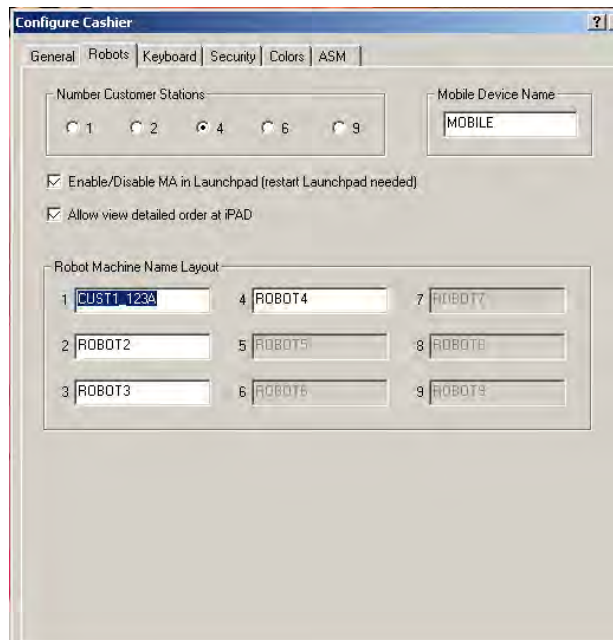 Configure Cashier
General Robots Keyboard Security Colors ASM
Number Customer Stations
1 2 4 6 9
Mobile Device Name
MOBILE
Enable/Disable MA in Launchpad (restart Launchpad needed)
Allow view detailed order at iPAD
Robot Machine Name Layout
1 CUST1_123A 4 ROBOT4 7 ROBOT7
2 ROBOT2 5 ROBOT5 8 ROBOT8
3 ROBOT3 6 ROBOT6 9 ROBOT9